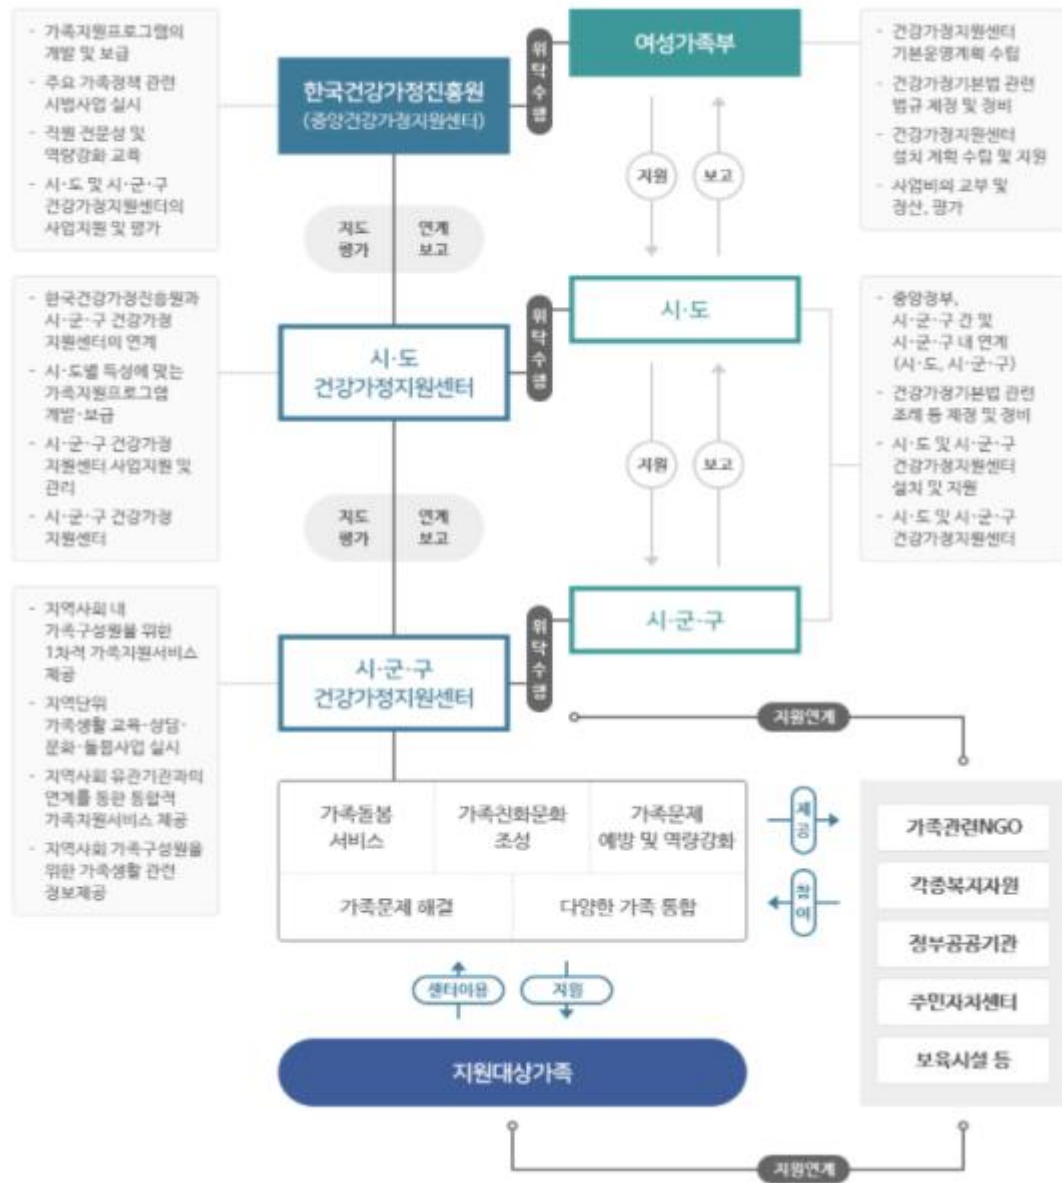 - 가족지원프로그램의
개발 및 보급
- 주요 가족정책 관련
시범사업 실시
- 직원 전문성 및
역량강화 교육
- 시·도 및 시·군·구
건강가정지원센터의
사업지원 및 평가
한국건강가정진흥원
(중앙건강가정지원센터)
위탁수렴
여성가족부
- 건강가정지원센터
기본운영계획 수립
- 건강가정기본법 관련
법규 제정 및 정비
- 건강가정지원센터
설치 계획 수립 및 지원
- 사업비의 교부 및
정산, 평가
지원
보고
지도
평가
연계
보고
- 한국건강가정진흥원과
시·군·구 건강가정
지원센터의 연계
- 시·도별 특성에 맞는
가족지원프로그램
개발·보급
- 시·군·구 건강가정
지원센터 사업지원 및
관리
- 시·군·구 건강가정
지원센터
시·도
건강가정지원센터
위탁수렴
시·도
- 중앙정부,
시·군·구 간 및
시·군·구 내 연계
(시·도, 시·군·구)
- 건강가정기본법 관련
조례 등 제정 및 정비
- 시·도 및 시·군·구
건강가정지원센터
설치 및 지원
- 시·도 및 시·군·구
건강가정지원센터
지원
보고
지도
평가
연계
보고
- 지역사회 내
가족구성원을 위한
1차적 가족지원서비스
제공
- 지역단위
가족생활 교육·상담·
문화·돌봄사업 실시
- 지역사회 유관기관과의
연계를 통한 통합적
가족지원서비스 제공
- 지역사회 가족구성원을
위한 가족생활 관련
정보제공
시·군·구
건강가정지원센터
위탁수렴
시·군·구
지원연계
가족돌봄
서비스
가족친화문화
조성
가족문제
예방 및 역량강화
가족문제 해결
다양한 가족 통합
제공
참여
가족관련NGO
각종복지자원
정부공공기관
주민자치센터
보육시설 등
센터이용
지원
지원대상가족
지원연계